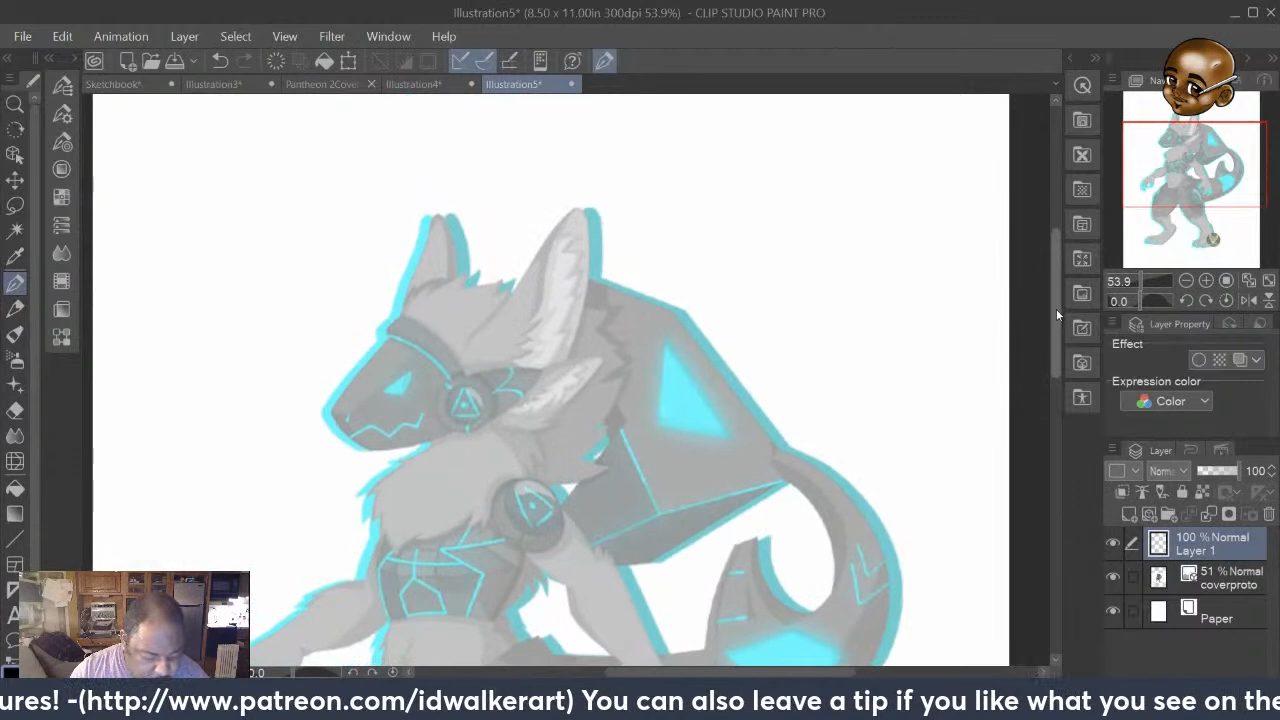 Illustration5* (8.50 x 11.00in 300dpi 53.9%) - CLIP STUDIO PAINT PRO
File Edit Animation Layer Select View Filter Window Help
Sketchbook* Illustration3* Pantheon 2Cove Illustration4* Illustration5*
53.9
0.0
Layer Property
Effect
Expression color
Color
Layer
Norm 100
100 % Normal
Layer 1
51 % Normal
coverproto
Paper
ures! -(http://www.patreon.com/idwalkerart) You can also leave a tip if you like what you see on the